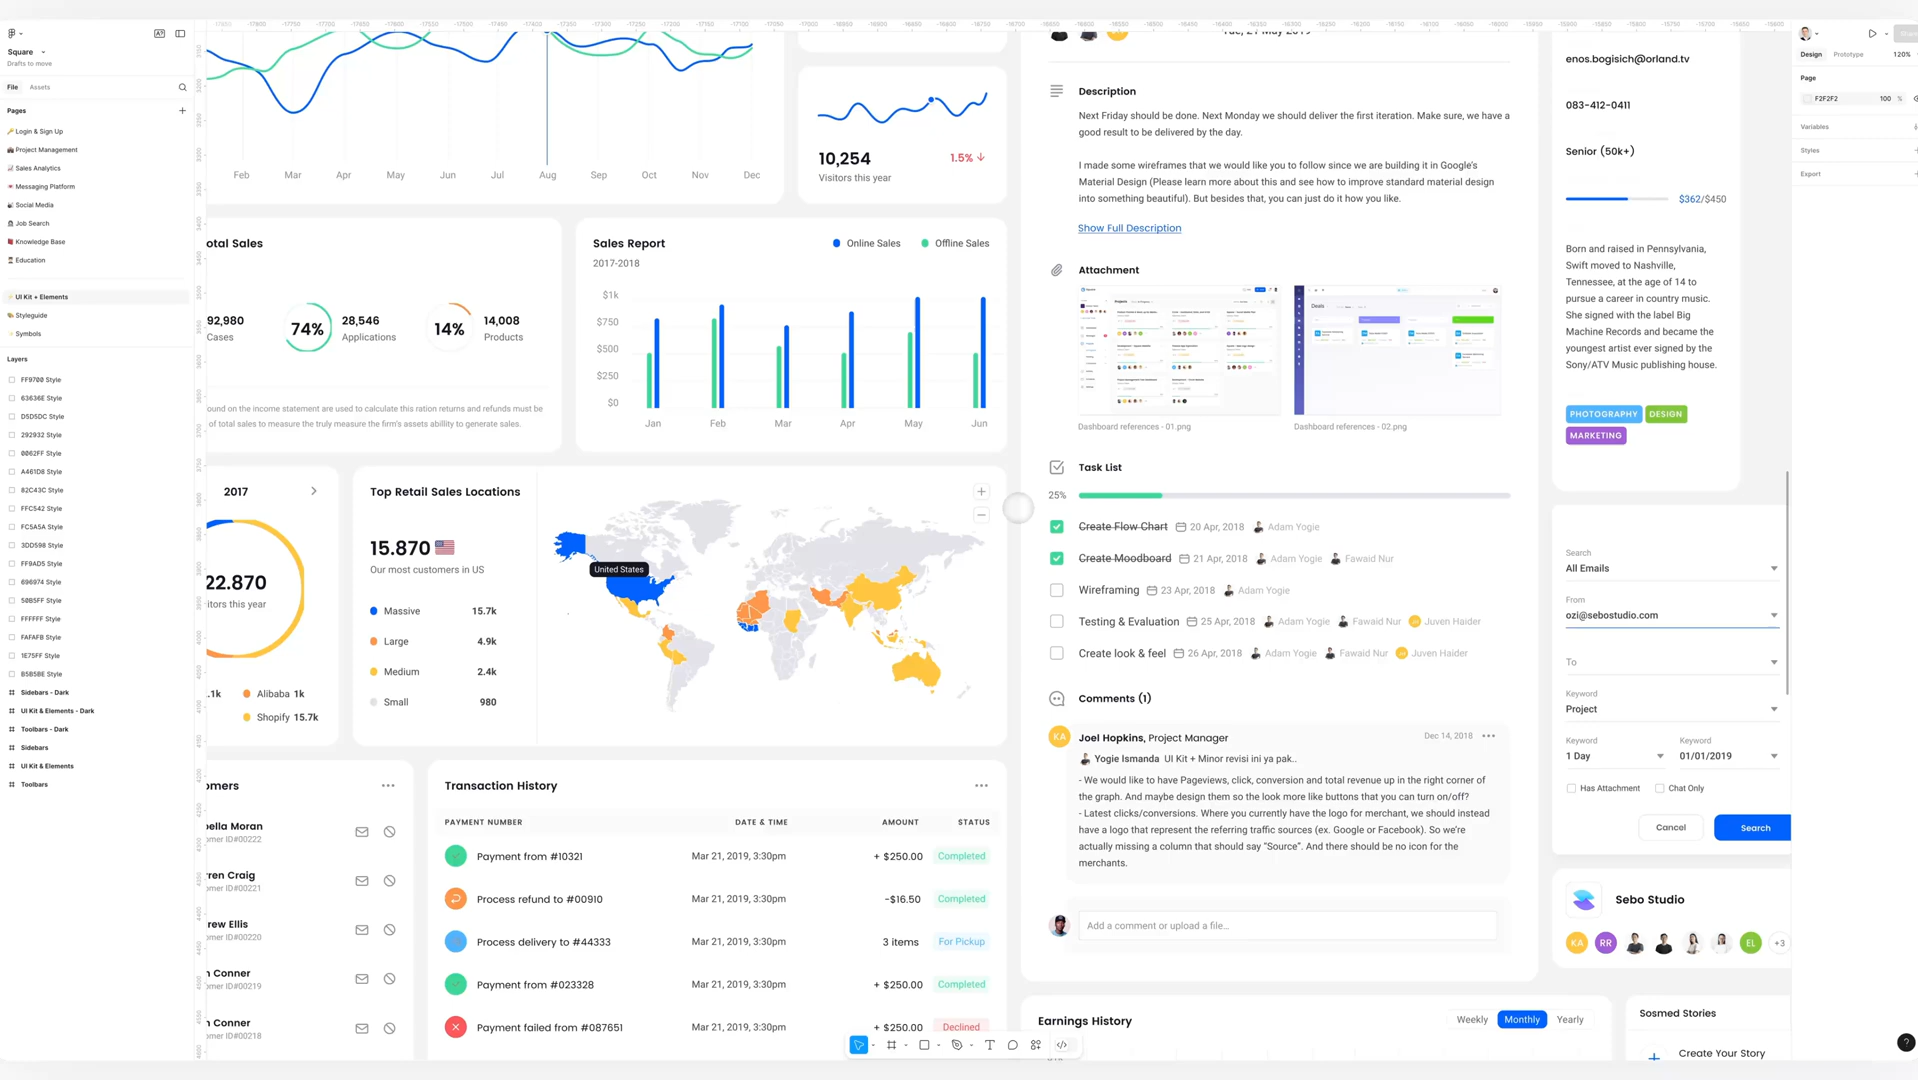 Square
Drafts to move
File
Assets
Pages
Login & Sign Up
Project Management
Sales Analytics
Messaging Platform
Social Media
Job Search
Knowledge Base
Education
UI Kit + Elements
Styleguide
Symbols
Layers
FF9700 Style
63636E Style
D5D5DC Style
292932 Style
0062FF Style
A461D8 Style
82C43C Style
FFC542 Style
FC5A5A Style
3DD598 Style
FF9AD5 Style
696974 Style
50B5FF Style
FFFFFF Style
FAFAFB Style
1E75FF Style
B5B5BE Style
Sidebars - Dark
UI Kit & Elements - Dark
Toolbars - Dark
Sidebars
UI Kit & Elements
Toolbars
Feb Mar Apr May Jun Jul Aug Sep Oct Nov Dec
10,254
1.5%
Visitors this year
otal Sales
92,980
Cases
74%
28,546
Applications
14%
14,008
Products
ound on the income statement are used to calculate this ration returns and refunds must be
of total sales to measure the truly measure the firm's assets abillity to generate sales.
Sales Report
2017-2018
Online Sales
Offline Sales
$1k
$750
$500
$250
$0
Jan Feb Mar Apr May Jun
2017
22.870
itors this year
.1k
Alibaba 1k
Shopify 15.7k
Top Retail Sales Locations
15.870
Our most customers in US
Massive 15.7k
Large 4.9k
Medium 2.4k
Small 980
United States
omers
ella Moran
omer ID#00222
ren Craig
omer ID#00221
rew Ellis
omer ID#00220
n Conner
omer ID#00219
n Conner
omer ID#00218
Transaction History
PAYMENT NUMBER DATE & TIME AMOUNT STATUS
Payment from #10321 Mar 21, 2019, 3:30pm + $250.00 Completed
Process refund to #00910 Mar 21, 2019, 3:30pm -$16.50 Completed
Process delivery to #44333 Mar 21, 2019, 3:30pm 3 items For Pickup
Payment from #023328 Mar 21, 2019, 3:30pm + $250.00 Completed
Payment failed from #087651 Mar 21, 2019, 3:30pm + $250.00 Declined
Tue, 21 May 2019
Description
Next Friday should be done. Next Monday we should deliver the first iteration. Make sure, we have a
good result to be delivered by the day.
I made some wireframes that we would like you to follow since we are building it in Google's
Material Design (Please learn more about this and see how to improve standard material design
into something beautiful). But besides that, you can just do it how you like.
Show Full Description
Attachment
Projects
Deals
Dashboard references - 01.png
Dashboard references - 02.png
Task List
25%
Create Flow Chart 20 Apr, 2018 Adam Yogie
Create Moodboard 21 Apr, 2018 Adam Yogie Fawaid Nur
Wireframing 23 Apr, 2018 Adam Yogie
Testing & Evaluation 25 Apr, 2018 Adam Yogie Fawaid Nur Juven Haider
Create look & feel 26 Apr, 2018 Adam Yogie Fawaid Nur Juven Haider
Comments (1)
KA
Joel Hopkins, Project Manager
Dec 14, 2018
Yogie Ismanda UI Kit + Minor revisi ini ya pak..
- We would like to have Pageviews, click, conversion and total revenue up in the right corner of
the graph. And maybe design them so the look more like buttons that you can turn on/off?
- Latest clicks/conversions. Where you currently have the logo for merchant, we should instead
have a logo that represent the referring traffic sources (ex. Google or Facebook). So we're
actually missing a column that should say "Source". And there should be no icon for the
merchants.
Add a comment or upload a file...
Earnings History
Weekly Monthly Yearly
enos.bogisich@orland.tv
083-412-0411
Senior (50k+)
$362/$450
Born and raised in Pennsylvania,
Swift moved to Nashville,
Tennessee, at the age of 14 to
pursue a career in country music.
She signed with the label Big
Machine Records and became the
youngest artist ever signed by the
Sony/ATV Music publishing house.
PHOTOGRAPHY DESIGN
MARKETING
Search
All Emails
From
ozi@sebostudio.com
To
Keyword
Project
Keyword Keyword
1 Day 01/01/2019
Has Attachment Chat Only
Cancel Search
Sebo Studio
KA RR EL +3
Sosmed Stories
Create Your Story
Design Prototype 120%
Page
F2F2F2 100 %
Variables
Styles
Export